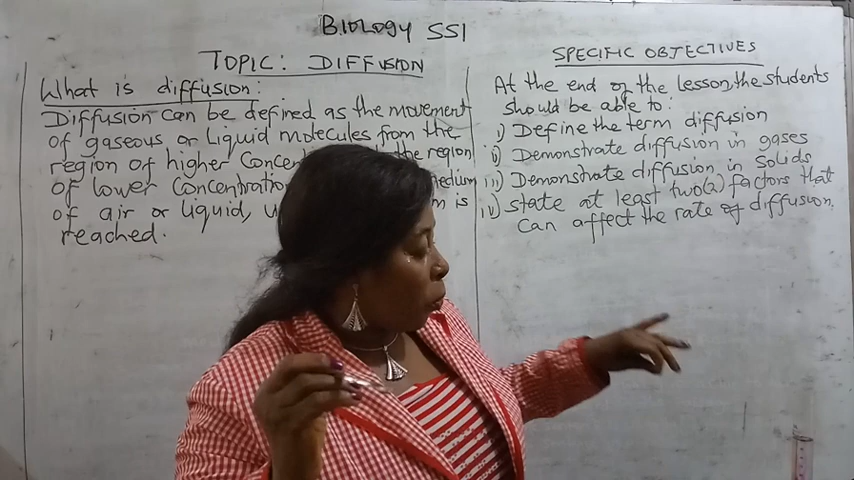 BIOLOGY SS1
TOPIC: DIFFUSION
What is diffusion:
Diffusion can be defined as the movement
of gaseous or liquid molecules from the
region of higher the region
of lower medium
of air or liquid, is
reached.
SPECIFIC OBJECTIVES
At the end of the lesson, the students
should be able to:
i) Define the term diffusion
ii) Demonstrate diffusion in gases
iii) Demonstrate diffusion in Solids
iv) State at least two(2) factors that
can affect the rate of diffusion.